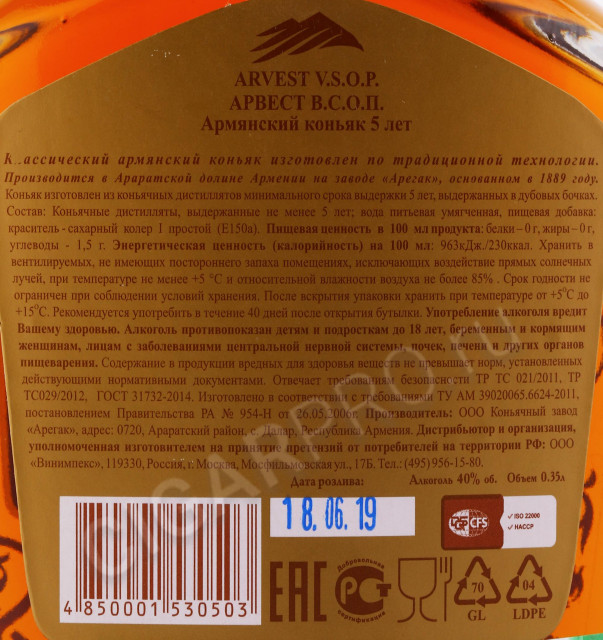 ARVEST V.S.O.P.
АРВЕСТ В.С.О.П.
Армянский коньяк 5 лет
Классический армянский коньяк изготовлен по традиционной технологии.
Производится в Араратской долине Армении на заводе «Арегак», основанном в 1889 году.
Коньяк изготовлен из коньячных дистиллятов минимального срока выдержки 5 лет, выдержанных в дубовых бочках.
Состав: Коньячные дистилляты, выдержанные не менее 5 лет; вода питьевая умягченная, пищевая добавка:
краситель - сахарный колер I простой (Е150а). Пищевая ценность в 100 мл продукта: белки – 0 г, жиры – 0 г,
углеводы - 1,5 г. Энергетическая ценность (калорийность) на 100 мл: 963кДж./230ккал. Хранить в
вентилируемых, не имеющих постороннего запаха помещениях, исключающих воздействие прямых солнечных
лучей, при температуре не менее +5 °С и относительной влажности воздуха не более 85% . Срок годности не
ограничен при соблюдении условий хранения. После вскрытия упаковки хранить при температуре от +5°С до
+15°С. Рекомендуется употребить в течение 40 дней после открытия бутылки. Употребление алкоголя вредит
Вашему здоровью. Алкоголь противопоказан детям и подросткам до 18 лет, беременным и кормящим
женщинам, лицам с заболеваниями центральной нервной системы, почек, печени и других органов
пищеварения. Содержание в продукции вредных для здоровья веществ не превышает норм, установленных
действующими нормативными документами. Отвечает требованиям безопасности ТР ТС 021/2011, ТР
ТС029/2012, ГОСТ 31732-2014. Изготовлено в соответствии с требованиями ТУ АМ 39020065.6624-2011,
постановлением Правительства РА № 954-Н от 26.05.2006г. Производитель: ООО Коньячный завод
«Арегак», адрес: 0720, Араратский район, с. Далар, Республика Армения. Дистрибьютор и организация,
уполномоченная изготовителем на принятие претензий от потребителей на территории РФ: ООО
«Винимпекс», 119330, Россия, г. Москва, Мосфильмовская ул., 17Б. Тел.: (495) 956-15-80.
Дата розлива: Алкоголь 40% об. Объем 0.35л
18.06.19
CFS
ISO 22000
HACCP
4 850001 530503
EAC
Добровольная
сертификация
70
GL
04
LDPE
CIGARPRO.ru